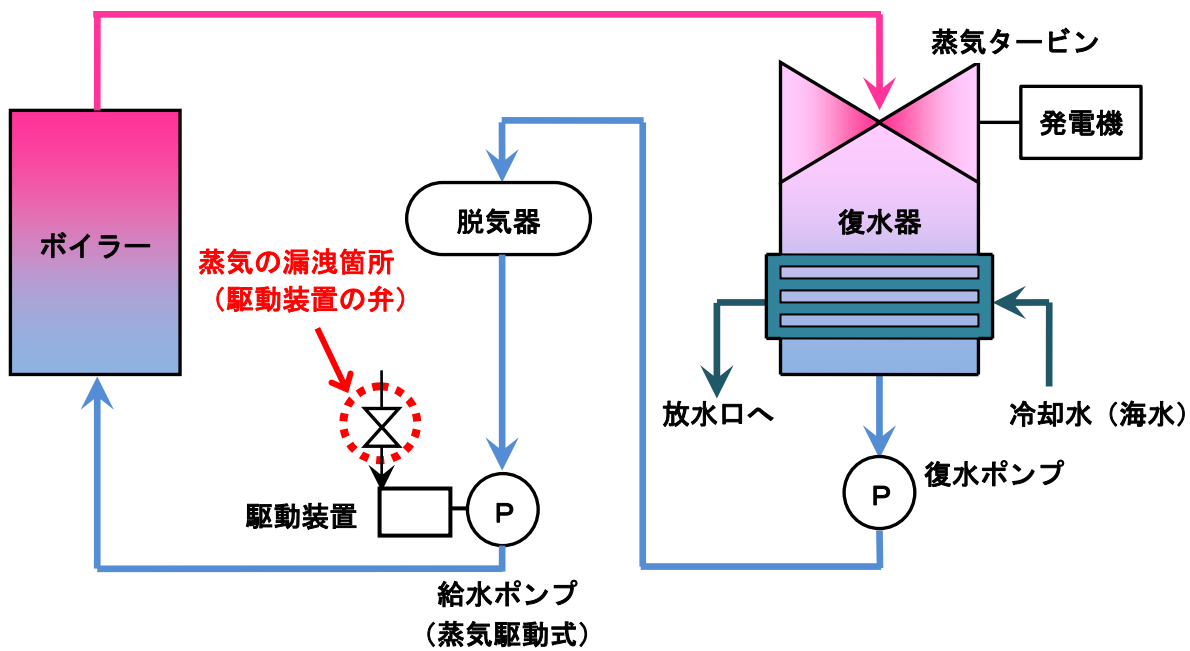 蒸気タービン
発電機
ボイラー
脱気器
復水器
蒸気の漏洩箇所
（駆動装置の弁）
放水口へ
冷却水（海水）
復水ポンプ
P
駆動装置
P
給水ポンプ
（蒸気駆動式）